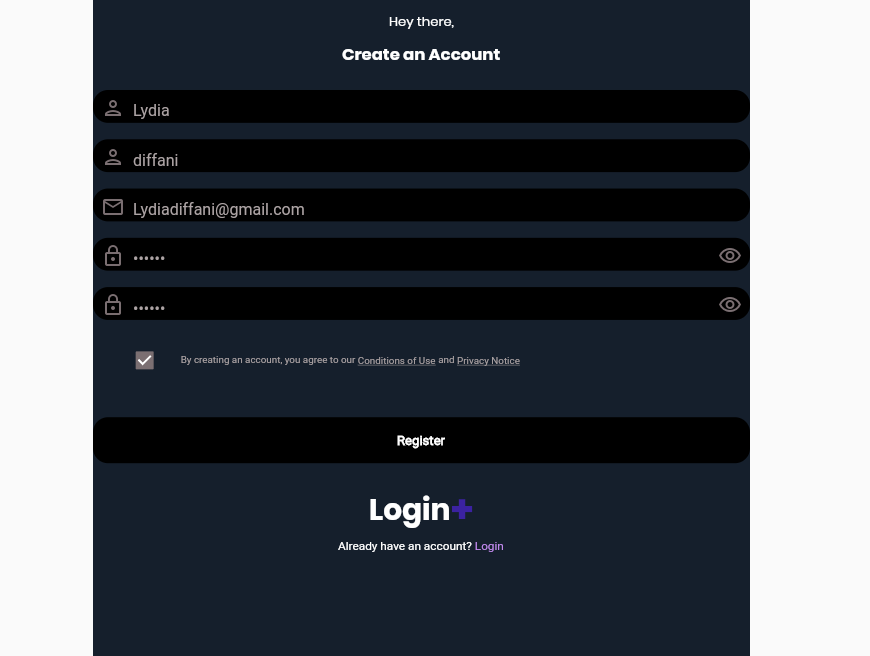 Hey there,
Create an Account
Lydia
diffani
Lydiadiffani@gmail.com
••••••
••••••
By creating an account, you agree to our Conditions of Use and Privacy Notice
Register
Login+
Already have an account? Login